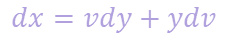 dx = vdy + ydv